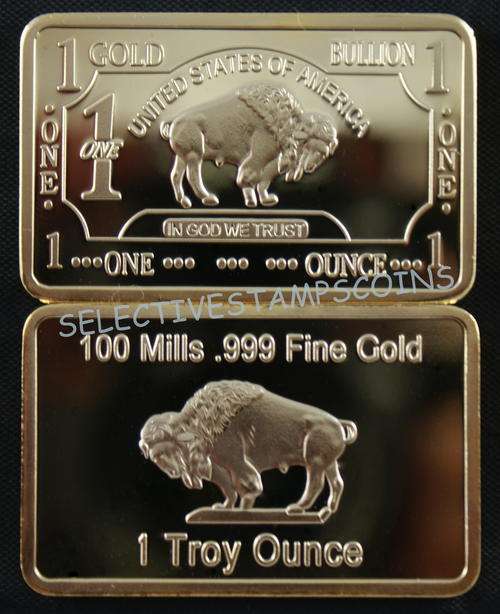 1 GOLD BULLION 1
UNITED STATES OF AMERICA
1 ONE
ONE
ONE
IN GOD WE TRUST
1 •••ONE ••• ••• ••• OUNCE••• 1
SELECTIVESTAMPSCOINS
100 Mills .999 Fine Gold
1 Troy Ounce